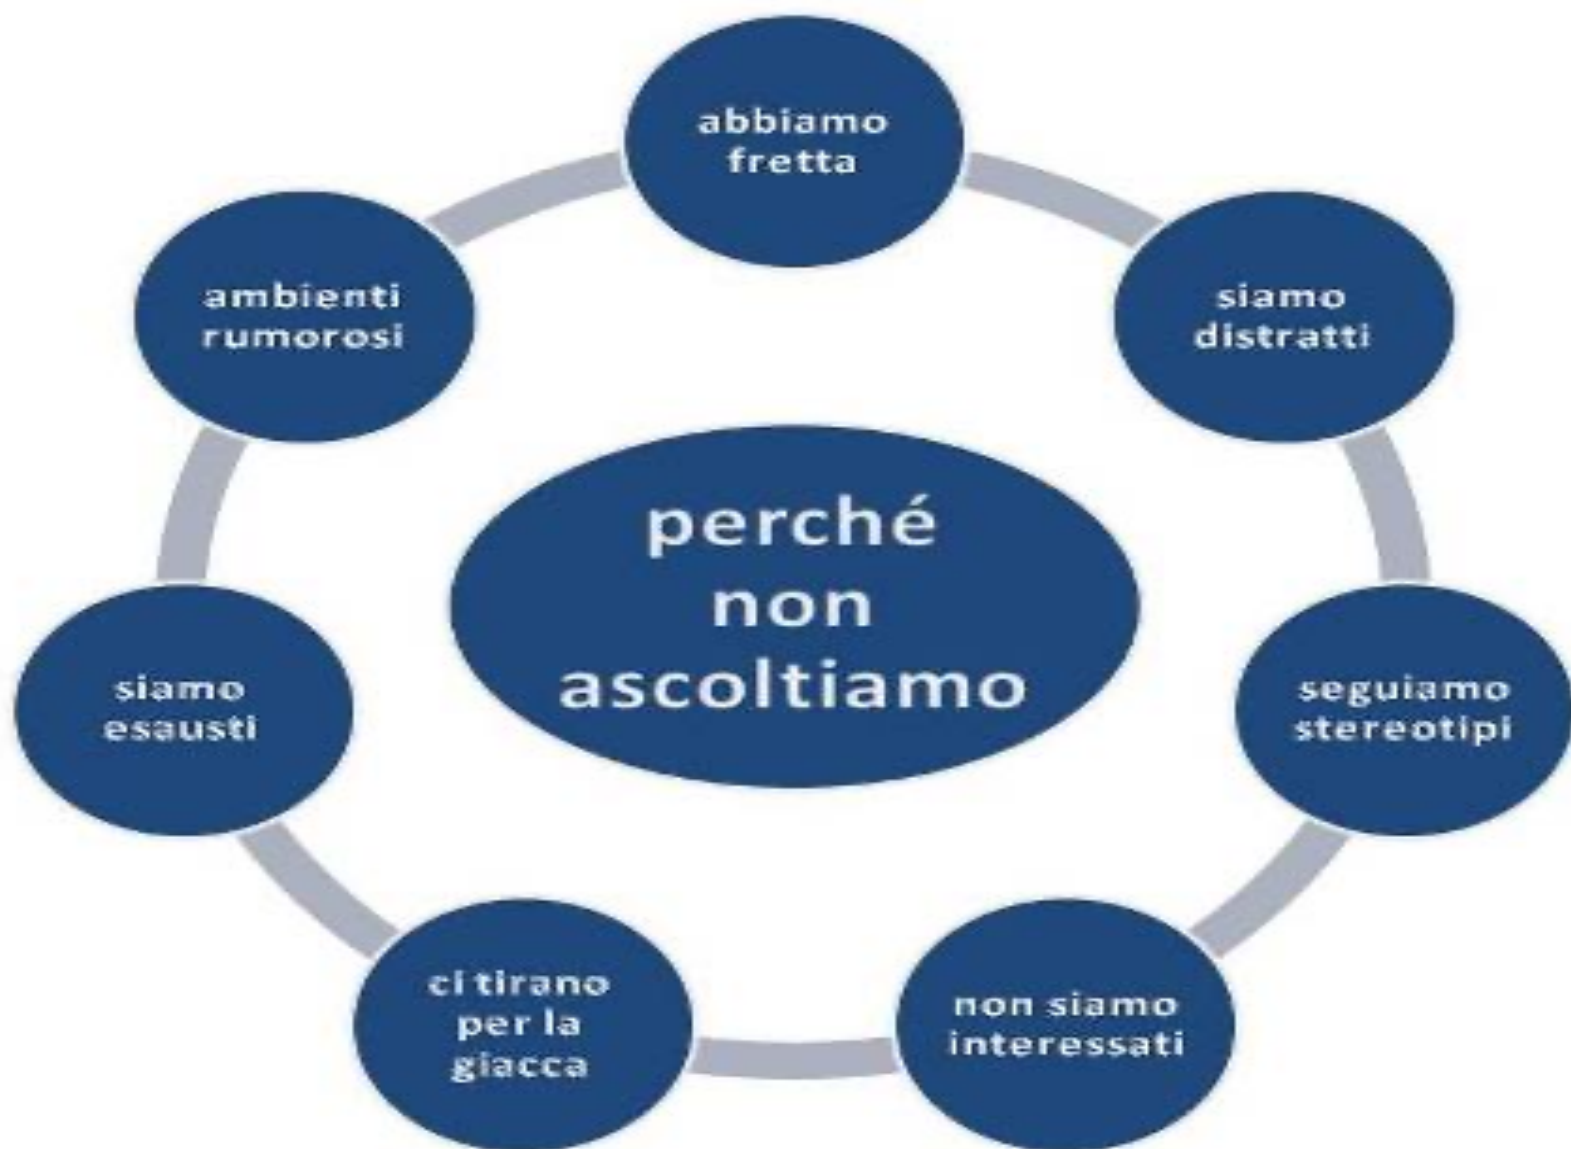 abbiamo
fretta
siamo
distratti
seguiamo
stereotipi
non siamo
interessati
ci tirano
per la
giacca
siamo
esausti
ambienti
rumorosi
perché
non
ascoltiamo